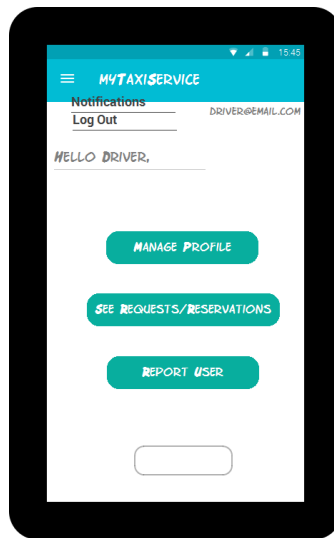 15:45
MYTAXISERVICE
Notifications
Log Out
DRIVER@EMAIL.COM
HELLO DRIVER,
MANAGE PROFILE
SEE REQUESTS/RESERVATIONS
REPORT USER